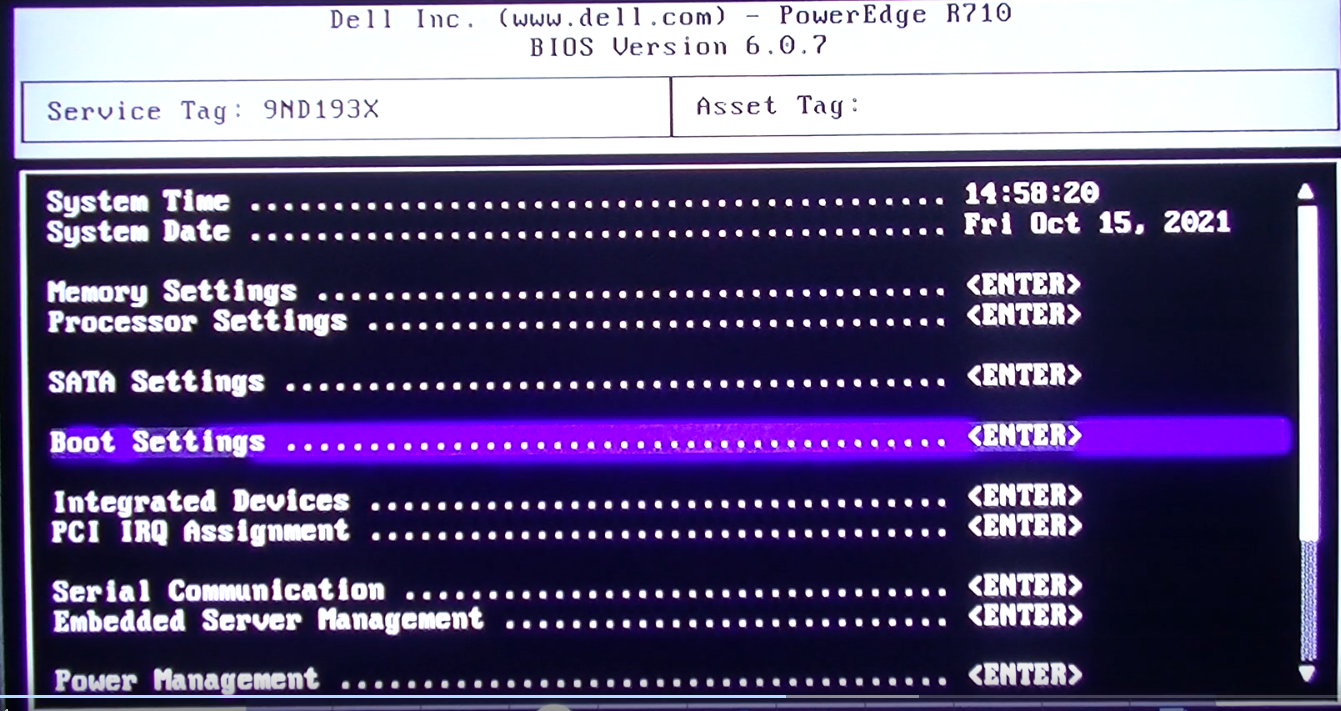 Dell Inc. (www.dell.com) - PowerEdge R710
BIOS Version 6.0.7
Service Tag: 9ND193X
Asset Tag:
System Time ............................................ 14:58:20
System Date ............................................ Fri Oct 15, 2021
Memory Settings ........................................ <ENTER>
Processor Settings ..................................... <ENTER>
SATA Settings .......................................... <ENTER>
Boot Settings .......................................... <ENTER>
Integrated Devices ..................................... <ENTER>
PCI IRQ Assignment ..................................... <ENTER>
Serial Communication ................................... <ENTER>
Embedded Server Management ............................. <ENTER>
Power Management ....................................... <ENTER>